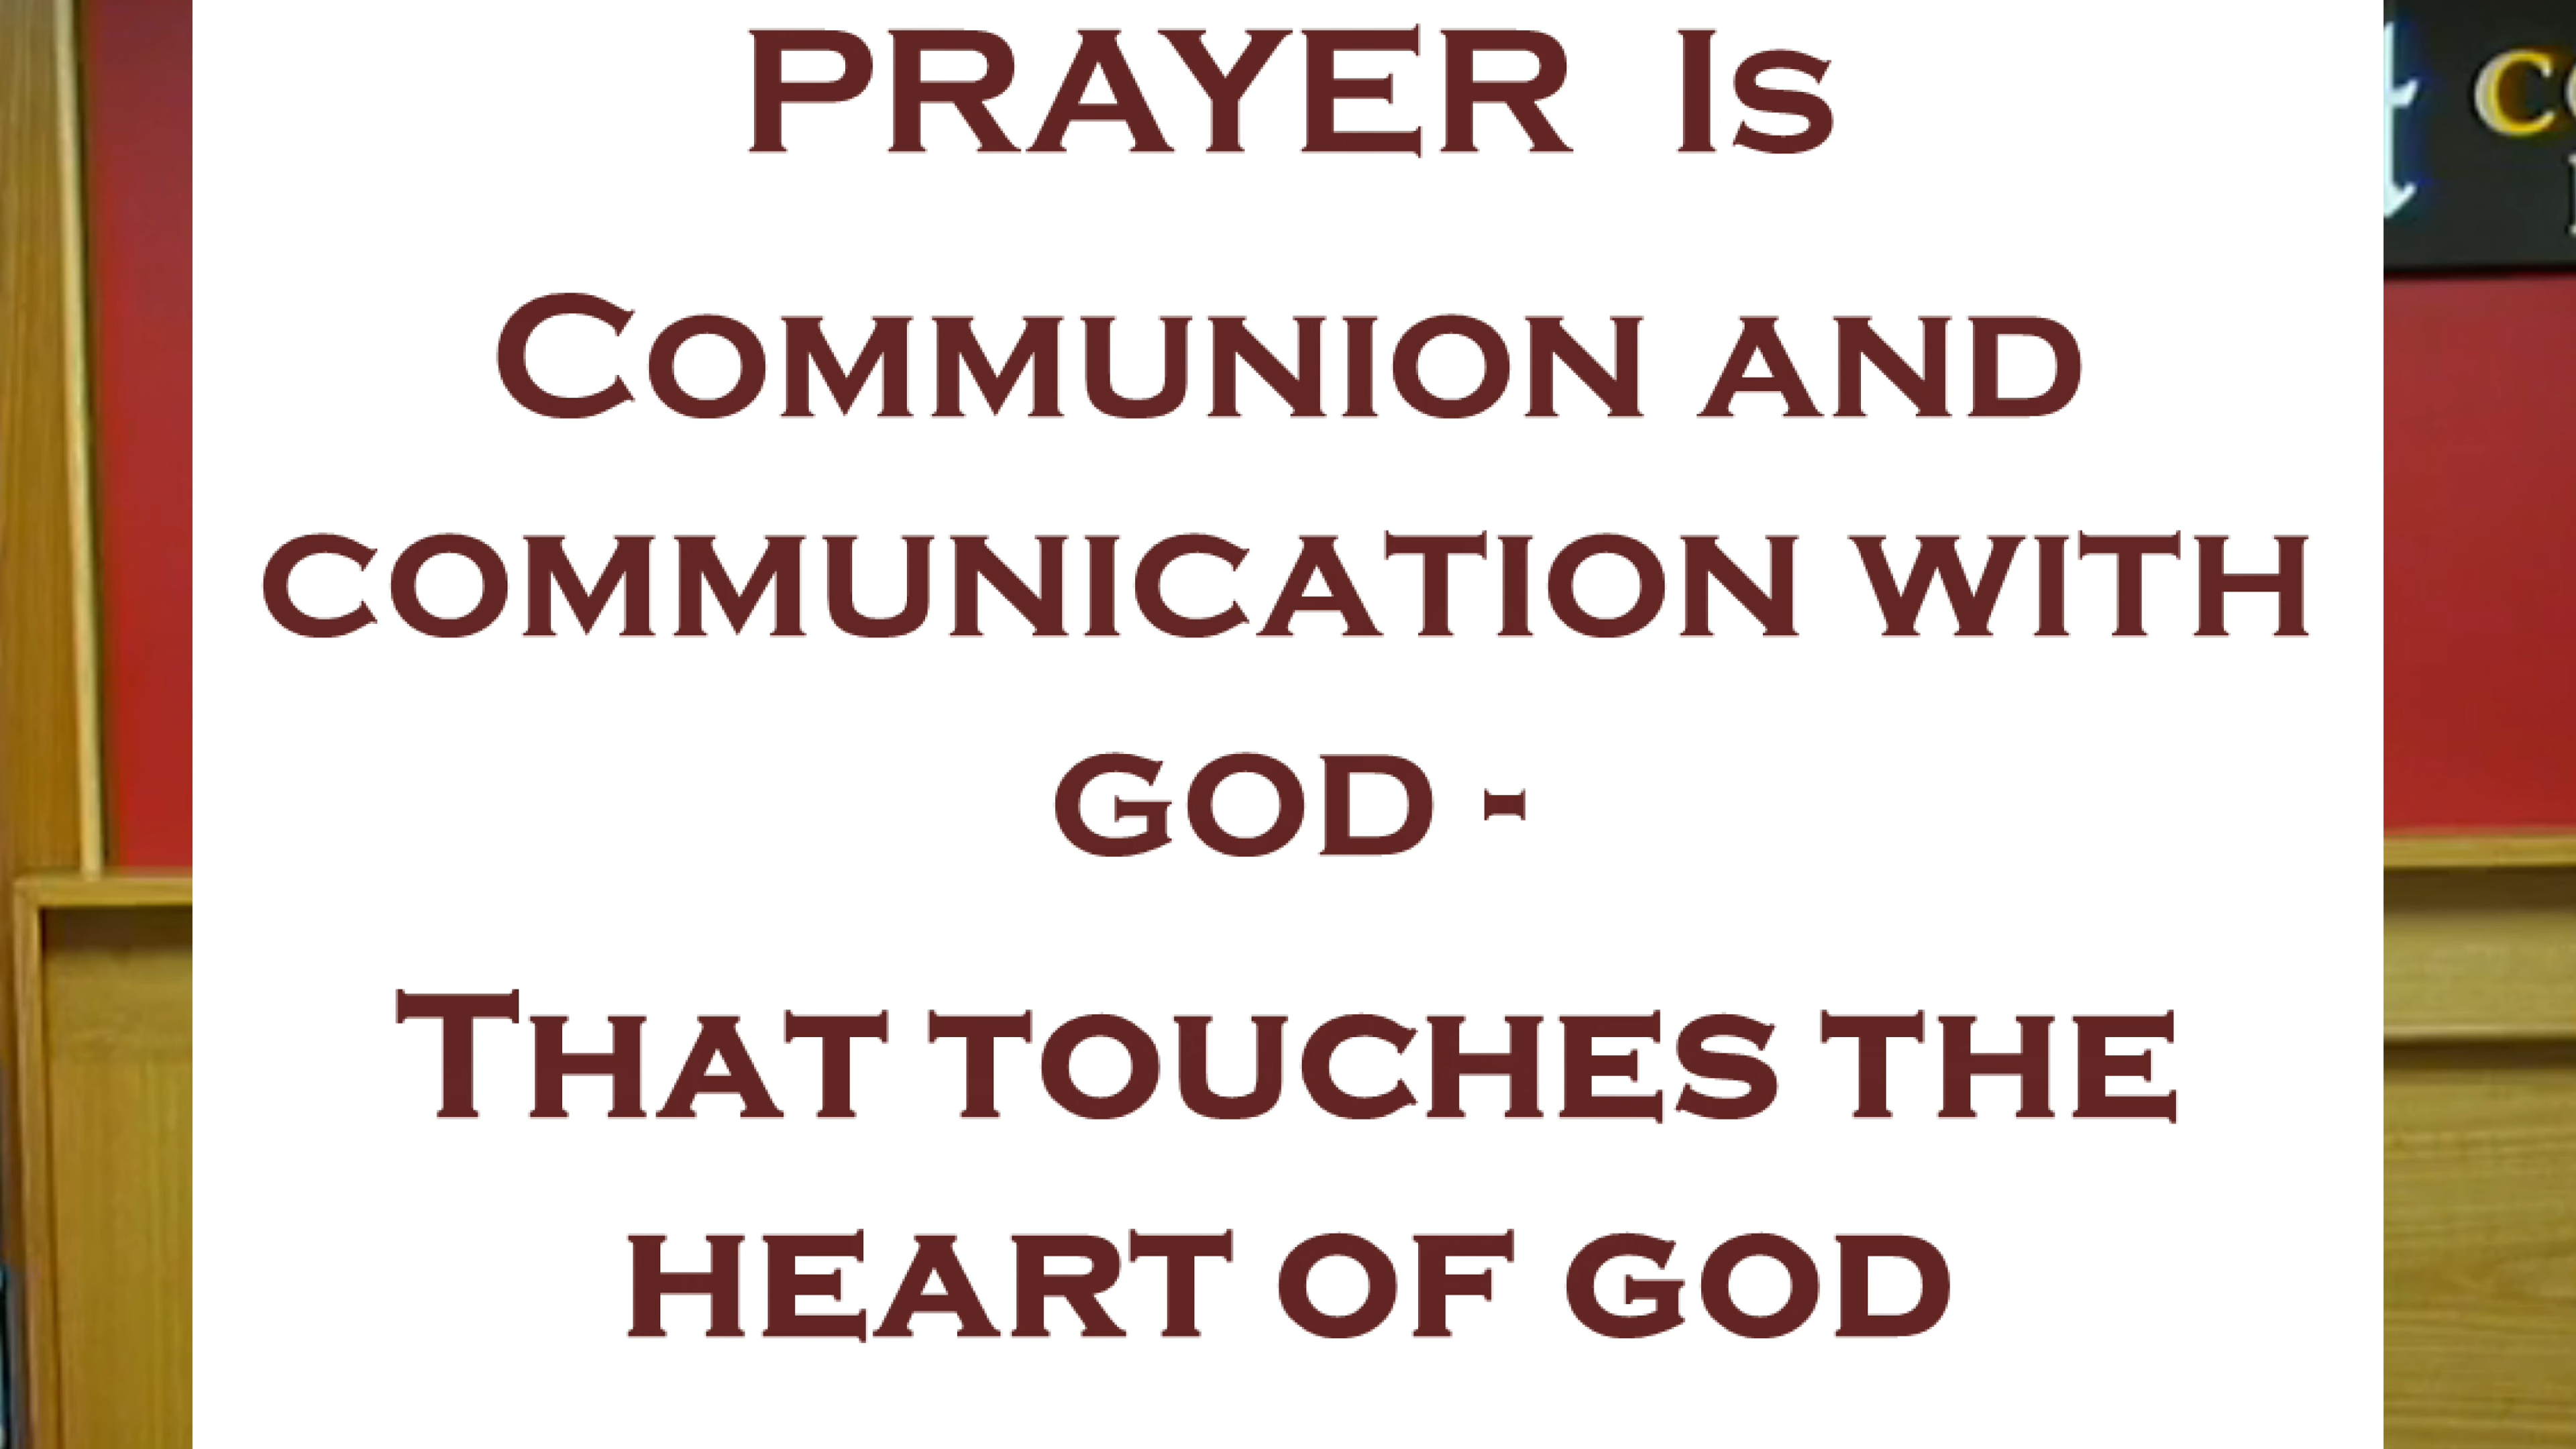 PRAYER Is
COMMUNION AND
COMMUNICATION WITH
GOD -
THAT TOUCHES THE
HEART OF GOD